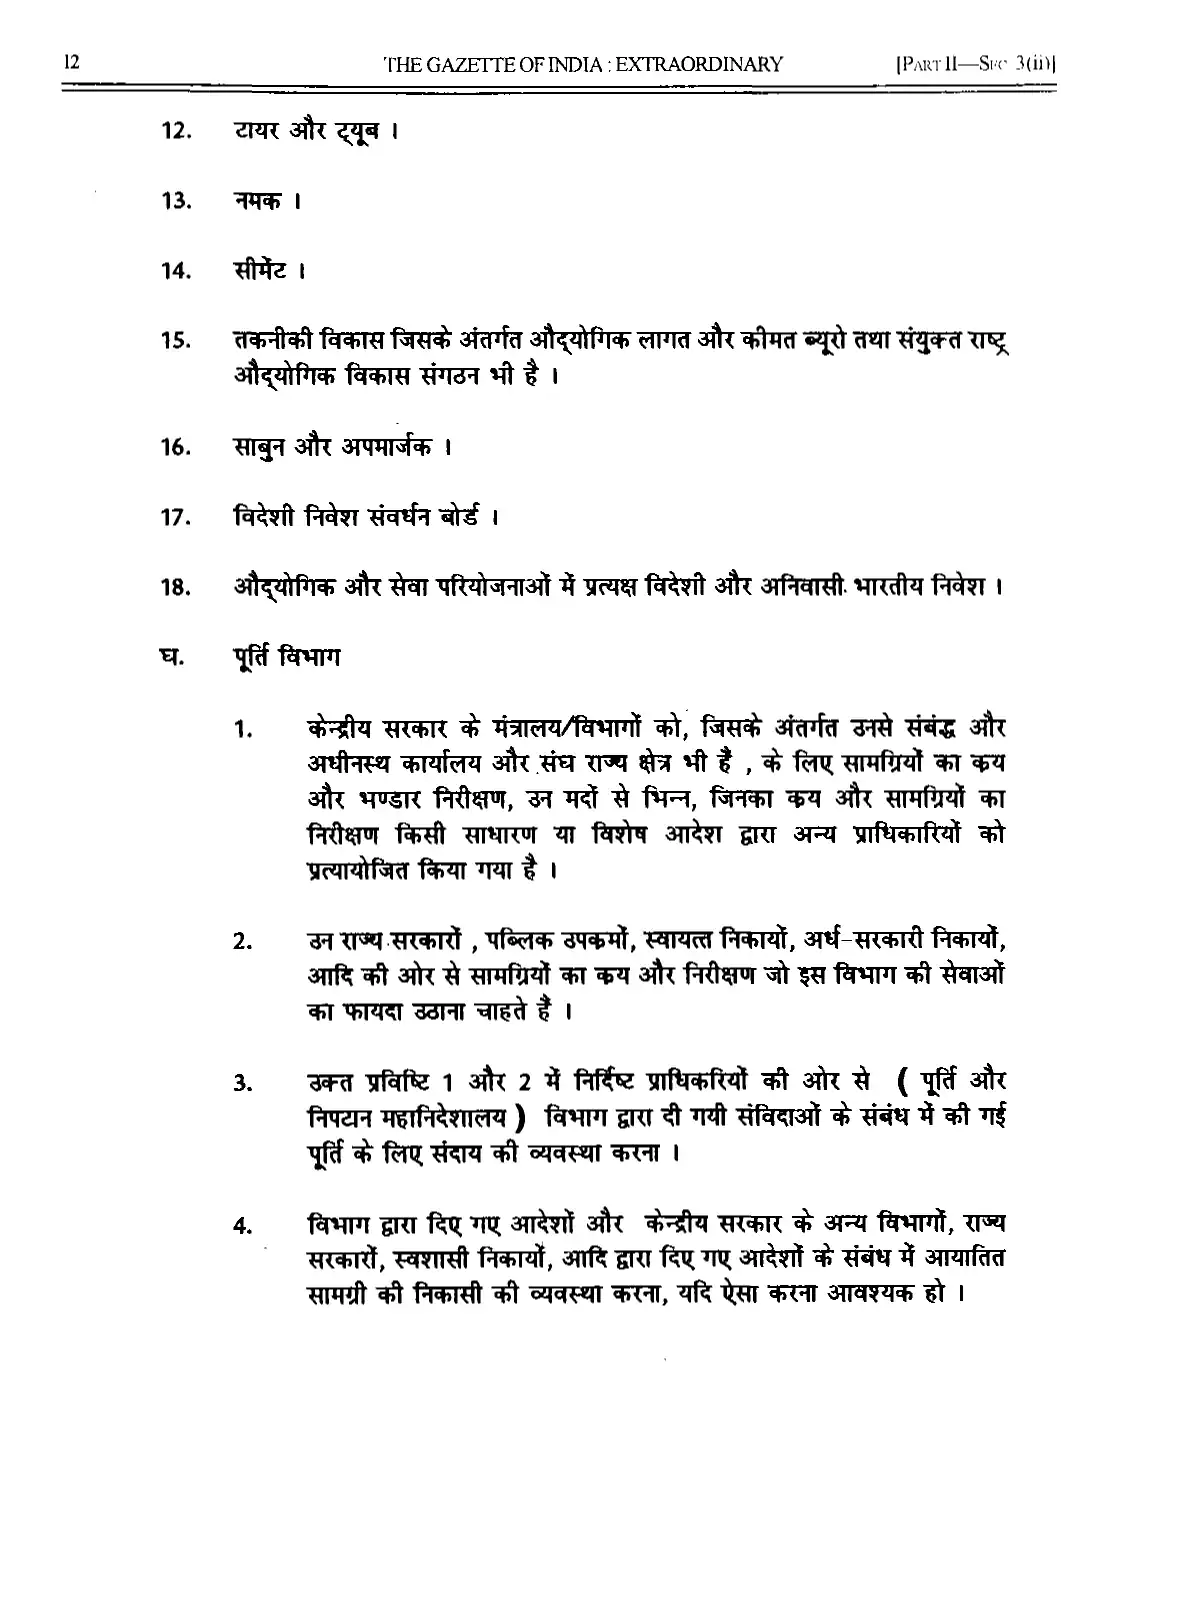 12 THE GAZETTE OF INDIA : EXTRAORDINARY [PART II—SEC 3(ii)]
12. टायर और ट्यूब ।
13. नमक ।
14. सीमेंट ।
15. तकनीकी विकास जिसके अंतर्गत औद्योगिक लागत और कीमत ब्यूरो तथा संयुक्त राष्ट्र
औद्योगिक विकास संगठन भी है ।
16. साबुन और अपमार्जक ।
17. विदेशी निवेश संवर्धन बोर्ड ।
18. औद्योगिक और सेवा परियोजनाओं में प्रत्यक्ष विदेशी और अनिवासी भारतीय निवेश ।
घ. पूर्ति विभाग
1. केन्द्रीय सरकार के मंत्रालय/विभागों को, जिसके अंतर्गत उनसे संबंद्ध और
अधीनस्थ कार्यालय और संघ राज्य क्षेत्र भी हैं , के लिए सामग्रियों का क्रय
और भण्डार निरीक्षण, उन मदों से भिन्न, जिनका क्रय और सामग्रियों का
निरीक्षण किसी साधारण या विशेष आदेश द्वारा अन्य प्राधिकारियों को
प्रत्यायोजित किया गया है ।
2. उन राज्य सरकारों , पब्लिक उपक्रमों, स्वायत्त निकायों, अर्ध-सरकारी निकायों,
आदि की ओर से सामग्रियों का क्रय और निरीक्षण जो इस विभाग की सेवाओं
का फायदा उठाना चाहते हैं ।
3. उक्त प्रविष्टि 1 और 2 में निर्दिष्ट प्राधिकरियों की ओर से ( पूर्ति और
निपटान महानिदेशालय ) विभाग द्वारा दी गयी संविदाओं के संबंध में की गई
पूर्ति के लिए संदाय की व्यवस्था करना ।
4. विभाग द्वारा दिए गए आदेशों और केन्द्रीय सरकार के अन्य विभागों, राज्य
सरकारों, स्वशासी निकायों, आदि द्वारा दिए गए आदेशों के संबंध में आयातित
सामग्री की निकासी की व्यवस्था करना, यदि ऐसा करना आवश्यक हो ।